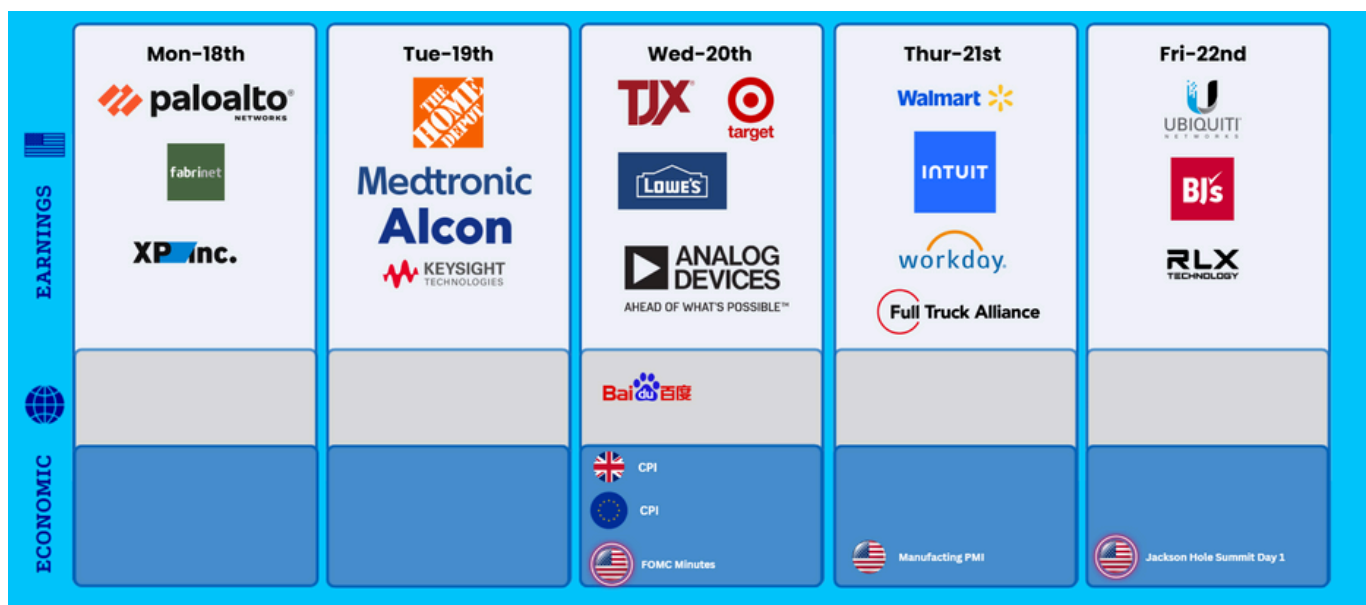 Mon-18th
paloalto®
NETWORKS
fabrinet
XP inc.
Tue-19th
THE
HOME
DEPOT
Medtronic
Alcon
KEYSIGHT
TECHNOLOGIES
Wed-20th
TJX®
target
LOWE'S
ANALOG
DEVICES
AHEAD OF WHAT'S POSSIBLE™
Thur-21st
Walmart
INTUIT
workday.
Full Truck Alliance
Fri-22nd
U
UBIQUITI
NETWORKS
BJ's
RLX
TECHNOLOGY
EARNINGS
Baidu百度
ECONOMIC
CPI
CPI
FOMC Minutes
Manufacting PMI
Jackson Hole Summit Day 1